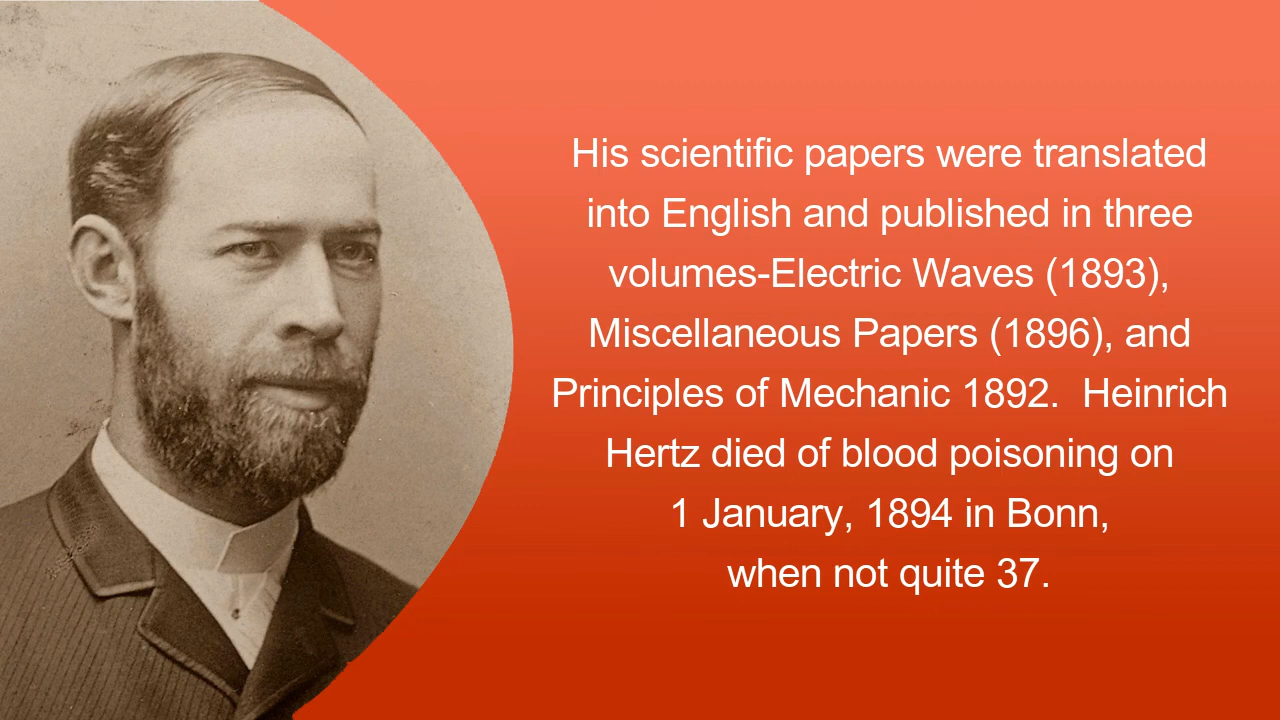 His scientific papers were translated
into English and published in three
volumes-Electric Waves (1893),
Miscellaneous Papers (1896), and
Principles of Mechanic 1892.  Heinrich
Hertz died of blood poisoning on
1 January, 1894 in Bonn,
when not quite 37.